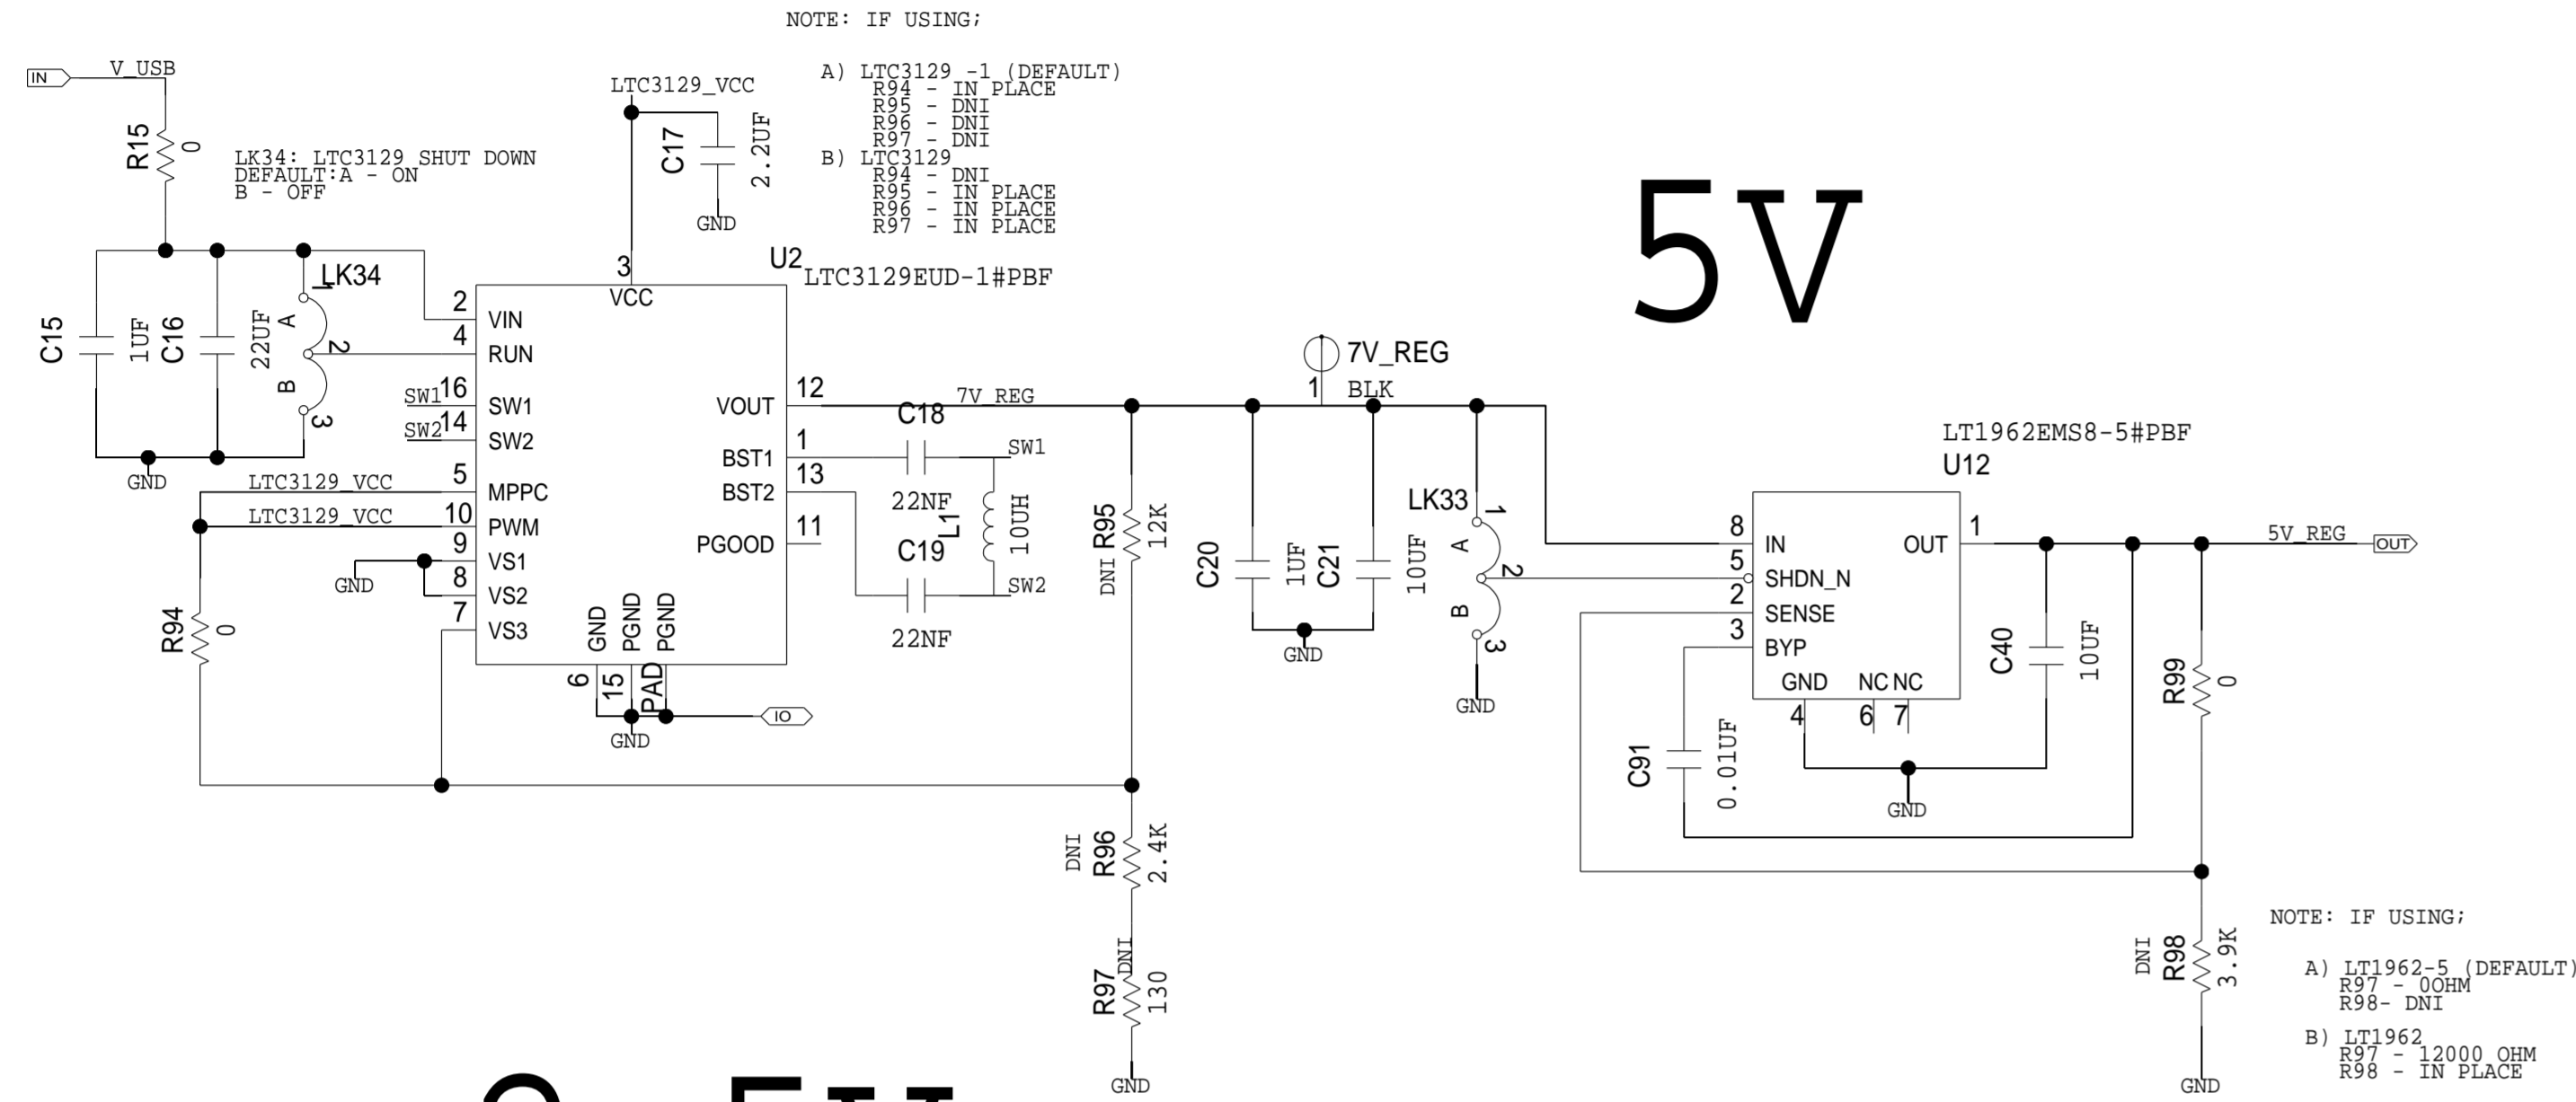 NOTE: IF USING;
A) LTC3129 -1 (DEFAULT)
R94 - IN PLACE
R95 - DNI
R96 - DNI
R97 - DNI
B) LTC3129
R94 - DNI
R95 - IN PLACE
R96 - IN PLACE
R97 - IN PLACE
IN
V_USB
R15
0
LK34: LTC3129 SHUT DOWN
DEFAULT:A - ON
B - OFF
LTC3129_VCC
C17
2.2UF
GND
5V
C15
1UF
C16
22UF
LK34
1
A
2
B
3
GND
U2
LTC3129EUD-1#PBF
3
VCC
2
VIN
4
RUN
SW1
16
SW1
SW2
14
SW2
LTC3129_VCC
5
MPPC
LTC3129_VCC
10
PWM
9
VS1
GND
8
VS2
7
VS3
R94
0
12
VOUT
1
BST1
13
BST2
11
PGOOD
GND
PGND
PGND
6
15
PAD
GND
IO
7V_REG
C18
22NF
SW1
L1
10UH
C19
22NF
SW2
DNI
R95
12K
7V_REG
1
BLK
C20
1UF
C21
10UF
GND
LK33
1
A
2
B
3
GND
LT1962EMS8-5#PBF
U12
8
IN
5
SHDN_N
2
SENSE
3
BYP
OUT
1
GND
NC
NC
4
6
7
GND
C91
0.01UF
C40
10UF
5V_REG
OUT
R99
0
DNI
R96
2.4K
DNI
R97
130
GND
DNI
R98
3.9K
GND
NOTE: IF USING;
A) LT1962-5 (DEFAULT)
R97 - 0OHM
R98- DNI
B) LT1962
R97 - 12000 OHM
R98 - IN PLACE